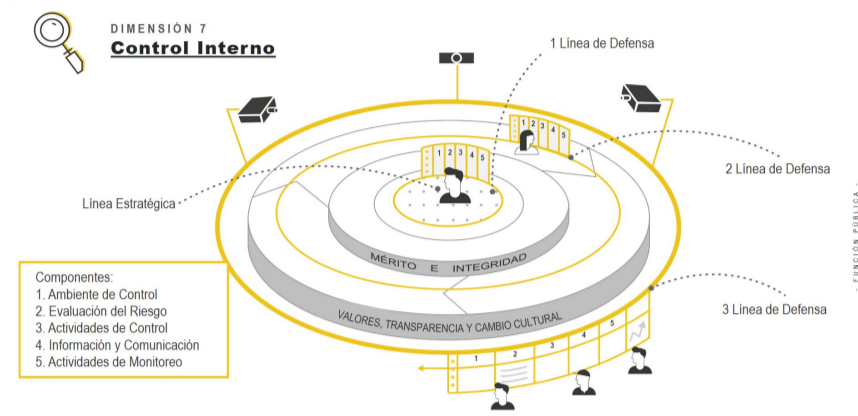 DIMENSIÓN 7
Control Interno
1 Línea de Defensa
1 2 3 4 5
1 2 3 4 5
2 Línea de Defensa
Línea Estratégica
MÉRITO E INTEGRIDAD
VALORES, TRANSPARENCIA Y CAMBIO CULTURAL
3 Línea de Defensa
1 2 3 4 5
Componentes:
1. Ambiente de Control
2. Evaluación del Riesgo
3. Actividades de Control
4. Información y Comunicación
5. Actividades de Monitoreo
- FUNCIÓN PÚBLICA -